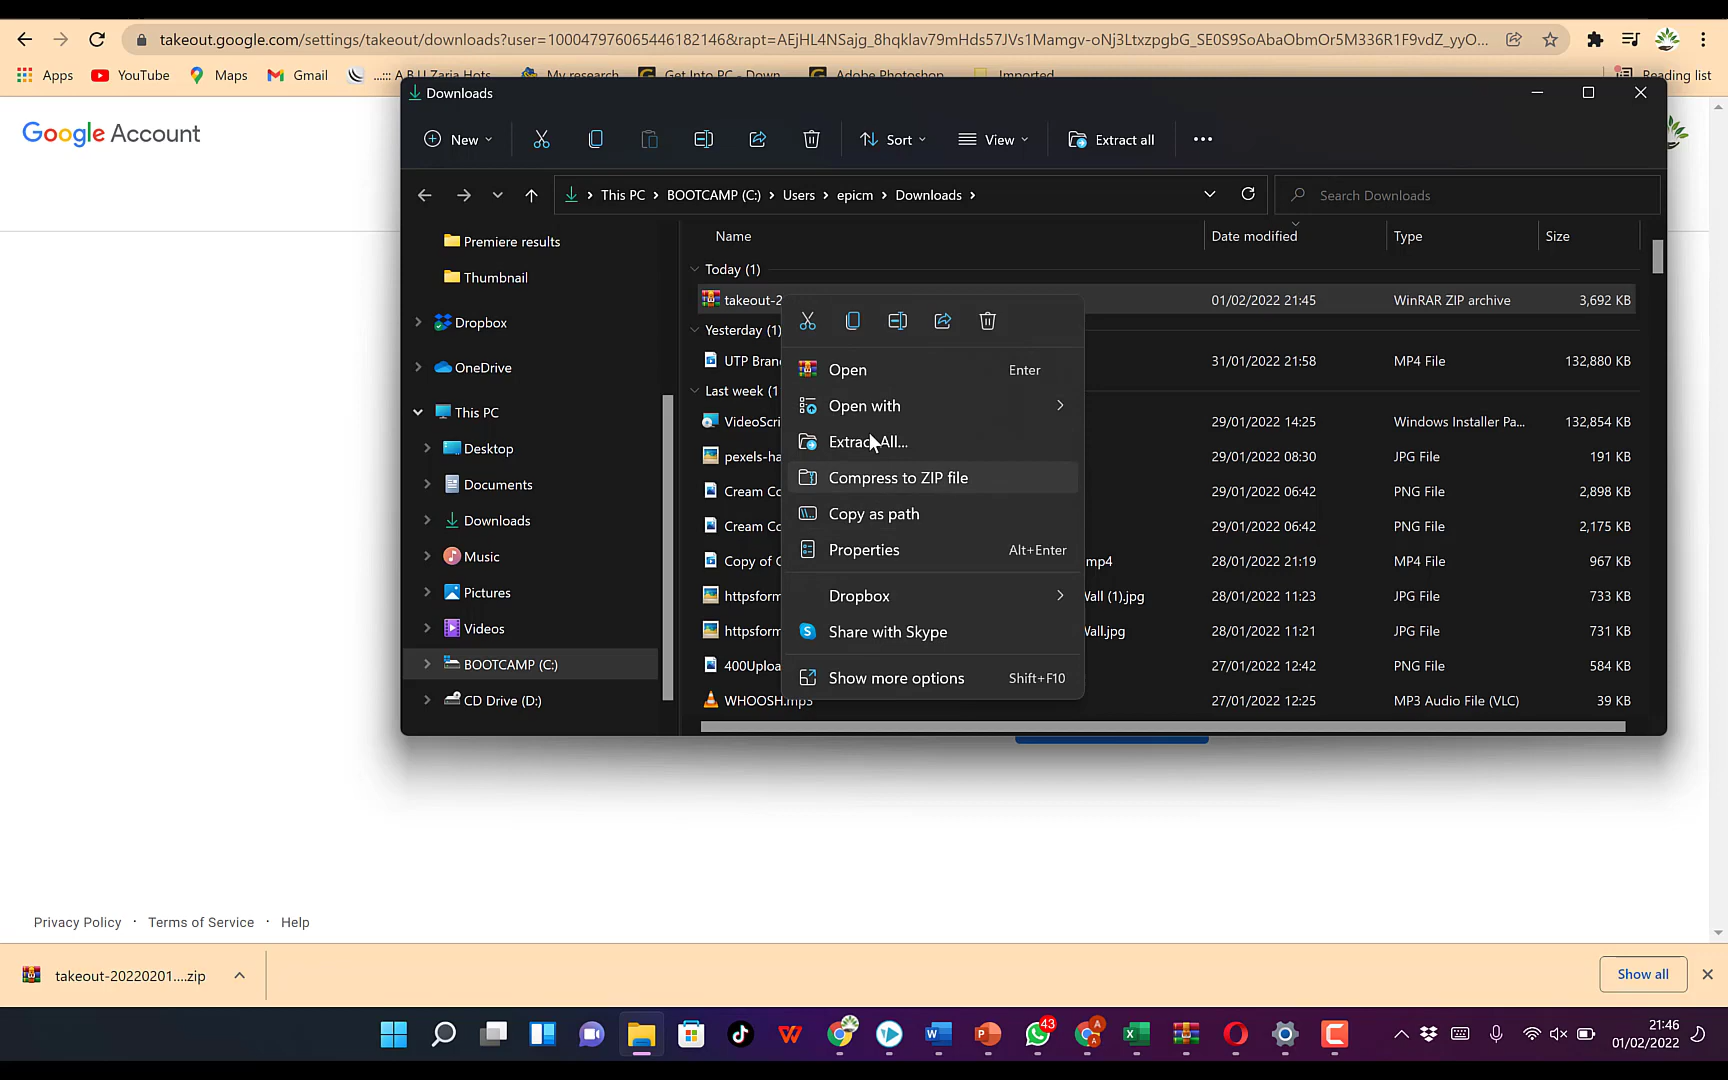 takeout.google.com/settings/takeout/downloads?user=100047976065446182146&rapt=AEjHL4NSajg_8hqklav79mHds57JVs1Mamgv-oNj3LtxzpgbG_SE0S9SoAbaObmOr5M336R1F9vdZ_yyO...
Apps YouTube Maps Gmail ...::: A.B.U Zaria Hots... My research Get Into PC - Down... Adobe Photoshop Imported Reading list
Google Account
Downloads
New Sort View Extract all
This PC > BOOTCAMP (C:) > Users > epicm > Downloads >
Search Downloads
Premiere results
Thumbnail
Dropbox
OneDrive
This PC
Desktop
Documents
Downloads
Music
Pictures
Videos
BOOTCAMP (C:)
CD Drive (D:)
Name Date modified Type Size
Today (1)
takeout-2 01/02/2022 21:45 WinRAR ZIP archive 3,692 KB
Yesterday (1)
UTP Bran 31/01/2022 21:58 MP4 File 132,880 KB
Last week (1
VideoScri 29/01/2022 14:25 Windows Installer Pa... 132,854 KB
pexels-ha 29/01/2022 08:30 JPG File 191 KB
Cream Co 29/01/2022 06:42 PNG File 2,898 KB
Cream Co 29/01/2022 06:42 PNG File 2,175 KB
Copy of C mp4 28/01/2022 21:19 MP4 File 967 KB
httpsform Wall (1).jpg 28/01/2022 11:23 JPG File 733 KB
httpsform Wall.jpg 28/01/2022 11:21 JPG File 731 KB
400Uploa 27/01/2022 12:42 PNG File 584 KB
WHOOSH.mp3 27/01/2022 12:25 MP3 Audio File (VLC) 39 KB
Open Enter
Open with
Extract All...
Compress to ZIP file
Copy as path
Properties Alt+Enter
Dropbox
Share with Skype
Show more options Shift+F10
Privacy Policy · Terms of Service · Help
takeout-20220201....zip
Show all
43
21:46
01/02/2022